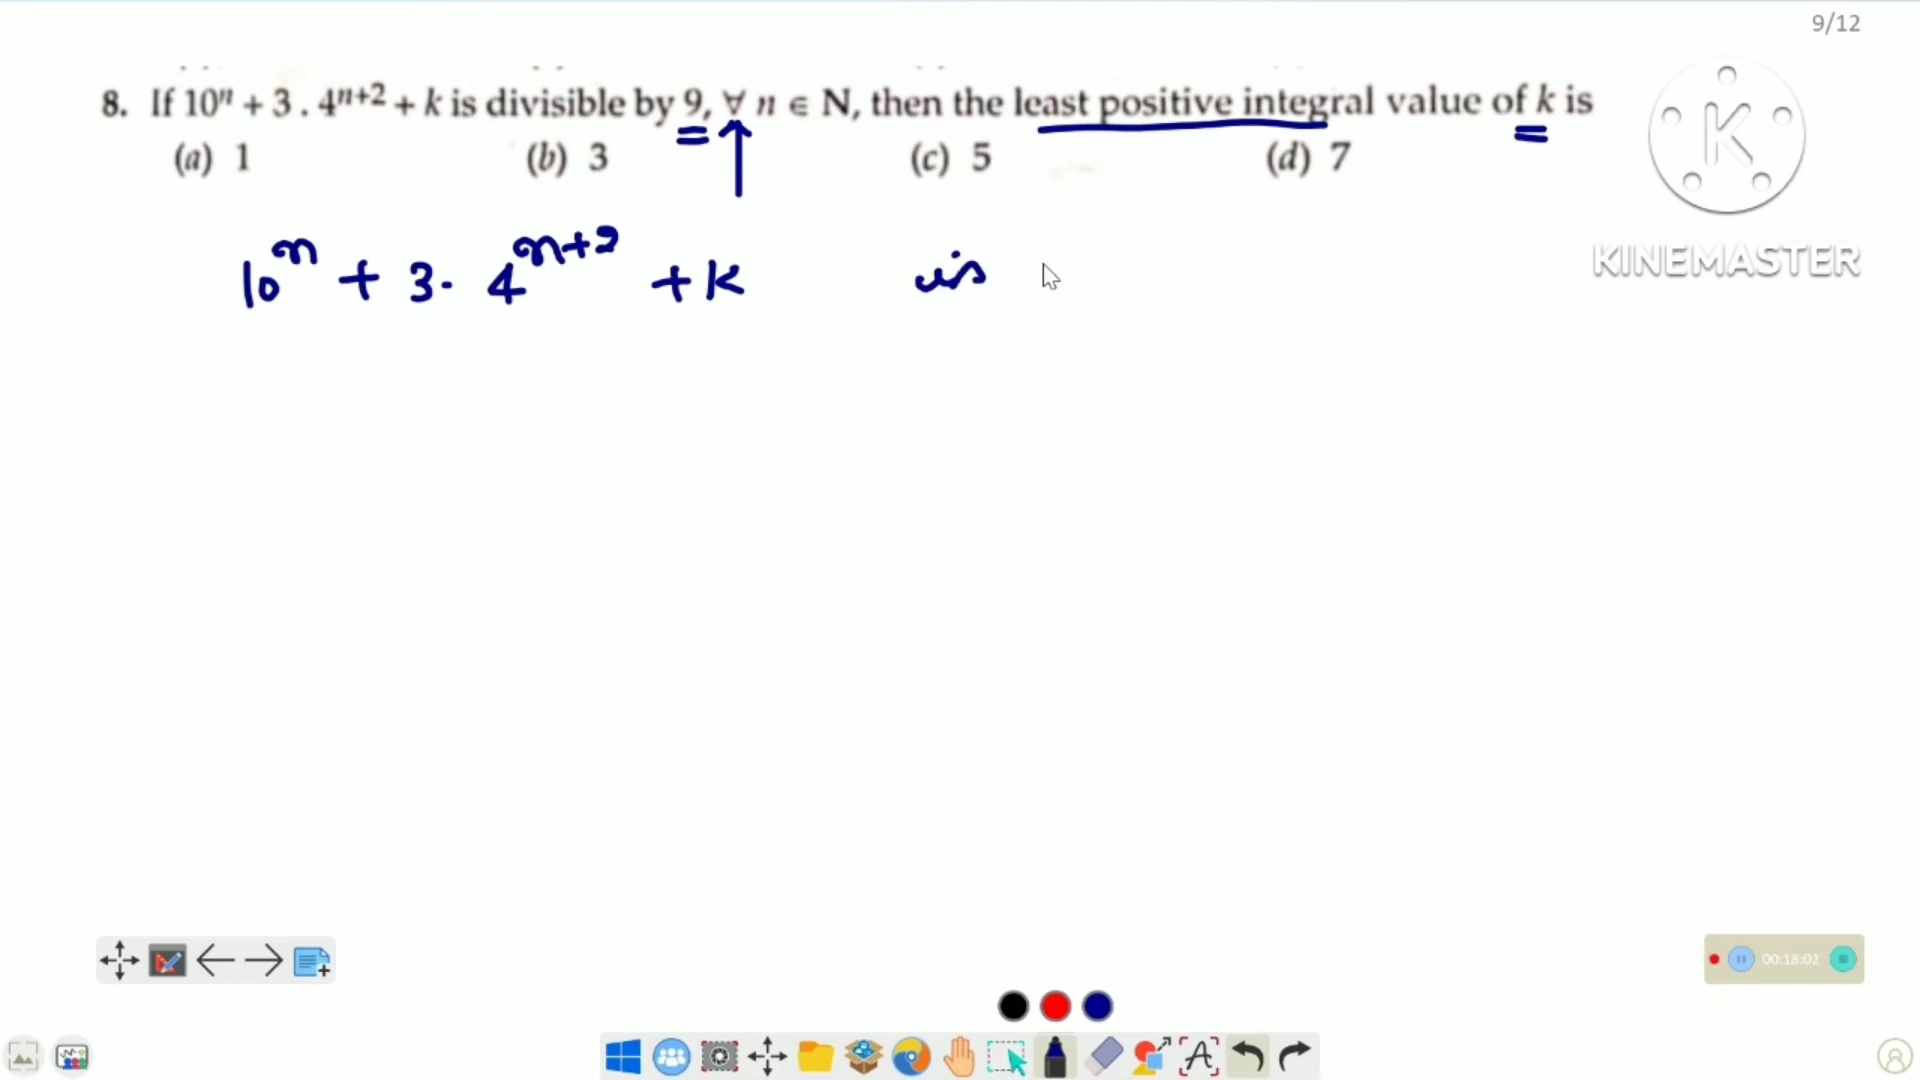 9/12
8. If 10ⁿ + 3 . 4ⁿ⁺² + k is divisible by 9, ∀ n ∈ N, then the least positive integral value of k is
(a) 1 (b) 3 (c) 5 (d) 7
10ⁿ + 3. 4ⁿ⁺² + k is
KINEMASTER
00:18:02